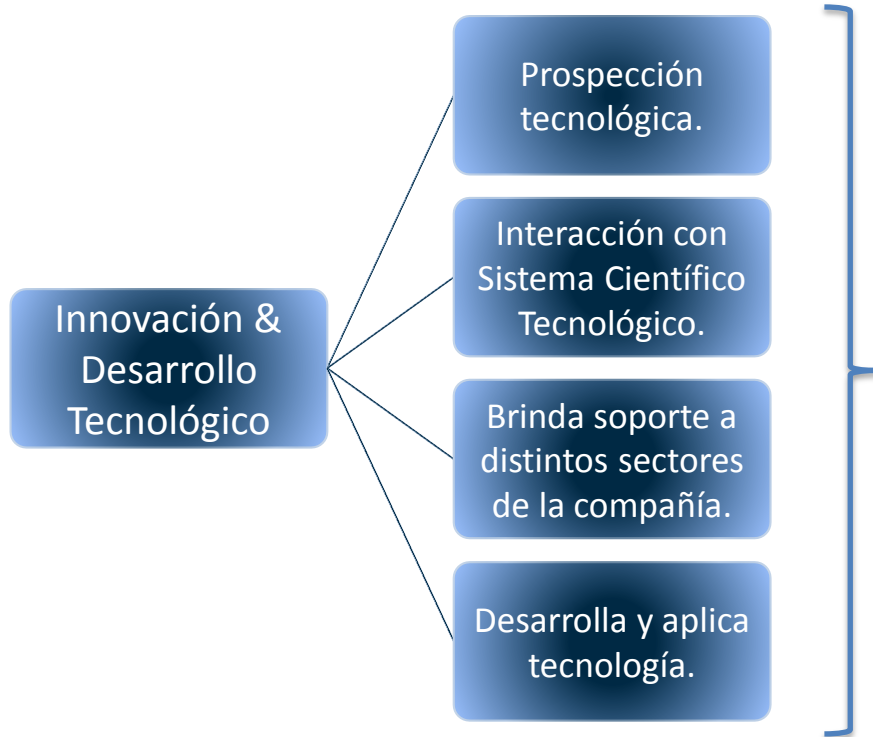 Innovación &
Desarrollo
Tecnológico
Prospección
tecnológica.
Interacción con
Sistema Científico
Tecnológico.
Brinda soporte a
distintos sectores
de la compañía.
Desarrolla y aplica
tecnología.